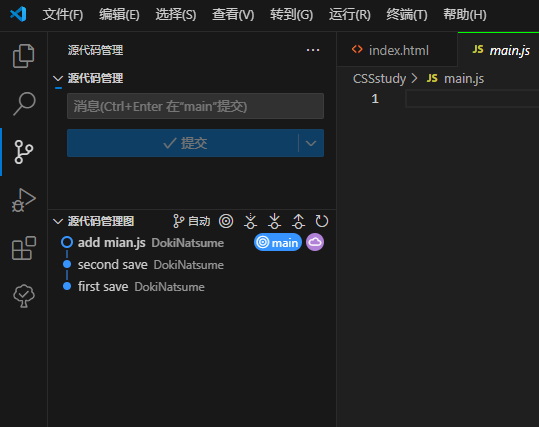 文件(F) 编辑(E) 选择(S) 查看(V) 转到(G) 运行(R) 终端(T) 帮助(H)
源代码管理 ···
源代码管理
消息(Ctrl+Enter 在"main"提交)
提交
源代码管理图 自动
add mian.js DokiNatsume main
second save DokiNatsume
first save DokiNatsume
<> index.html JS main.js
CSSstudy > JS main.js
1